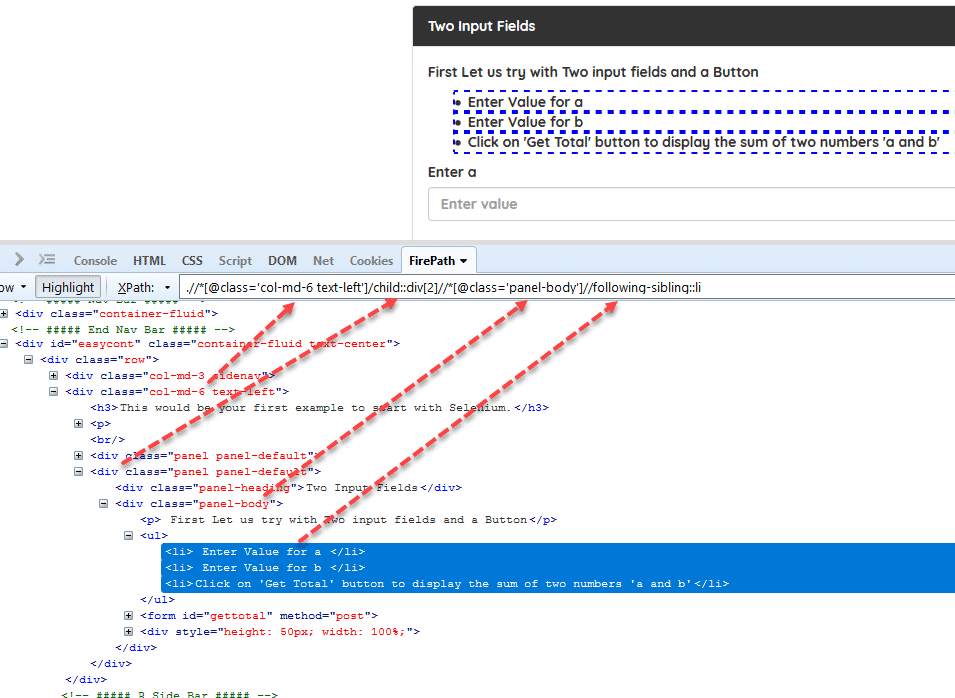 Two Input Fields
First Let us try with Two input fields and a Button
Enter Value for a
Enter Value for b
Click on 'Get Total' button to display the sum of two numbers 'a and b'
Enter a
Enter value
Console HTML CSS Script DOM Net Cookies FirePath
ow Highlight XPath: .//*[@class='col-md-6 text-left']/child::div[2]//*[@class='panel-body']//following-sibling::li
<!-- ##### Nav Bar ##### -->
<div class="container-fluid">
<!-- ##### End Nav Bar ##### -->
<div id="easycont" class="container-fluid text-center">
<div class="row">
<div class="col-md-3 sidenav">
<div class="col-md-6 text-left">
<h3>This would be your first example to start with Selenium.</h3>
<p>
<br/>
<div class="panel panel-default">
<div class="panel panel-default">
<div class="panel-heading">Two Input Fields</div>
<div class="panel-body">
<p> First Let us try with Two input fields and a Button</p>
<ul>
<li> Enter Value for a </li>
<li> Enter Value for b </li>
<li>Click on 'Get Total' button to display the sum of two numbers 'a and b'</li>
</ul>
<form id="gettotal" method="post">
<div style="height: 50px; width: 100%;">
</div>
</div>
</div>
<!-- ##### R Side Bar ##### -->